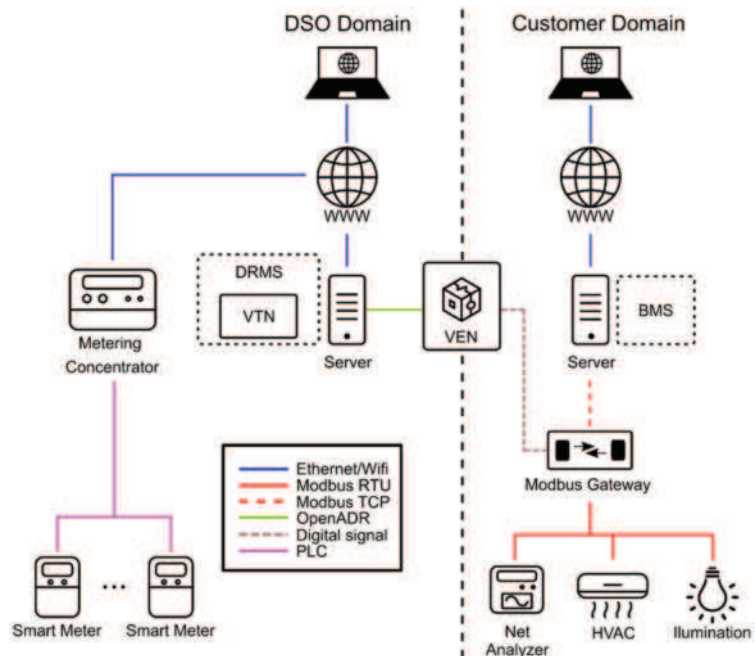 DSO Domain
Customer Domain
WWW
WWW
DRMS
VTN
Server
VEN
BMS
Server
Metering
Concentrator
Modbus Gateway
Ethernet/Wifi
Modbus RTU
Modbus TCP
OpenADR
Digital signal
PLC
Smart Meter
...
Smart Meter
Net
Analyzer
HVAC
Illumination